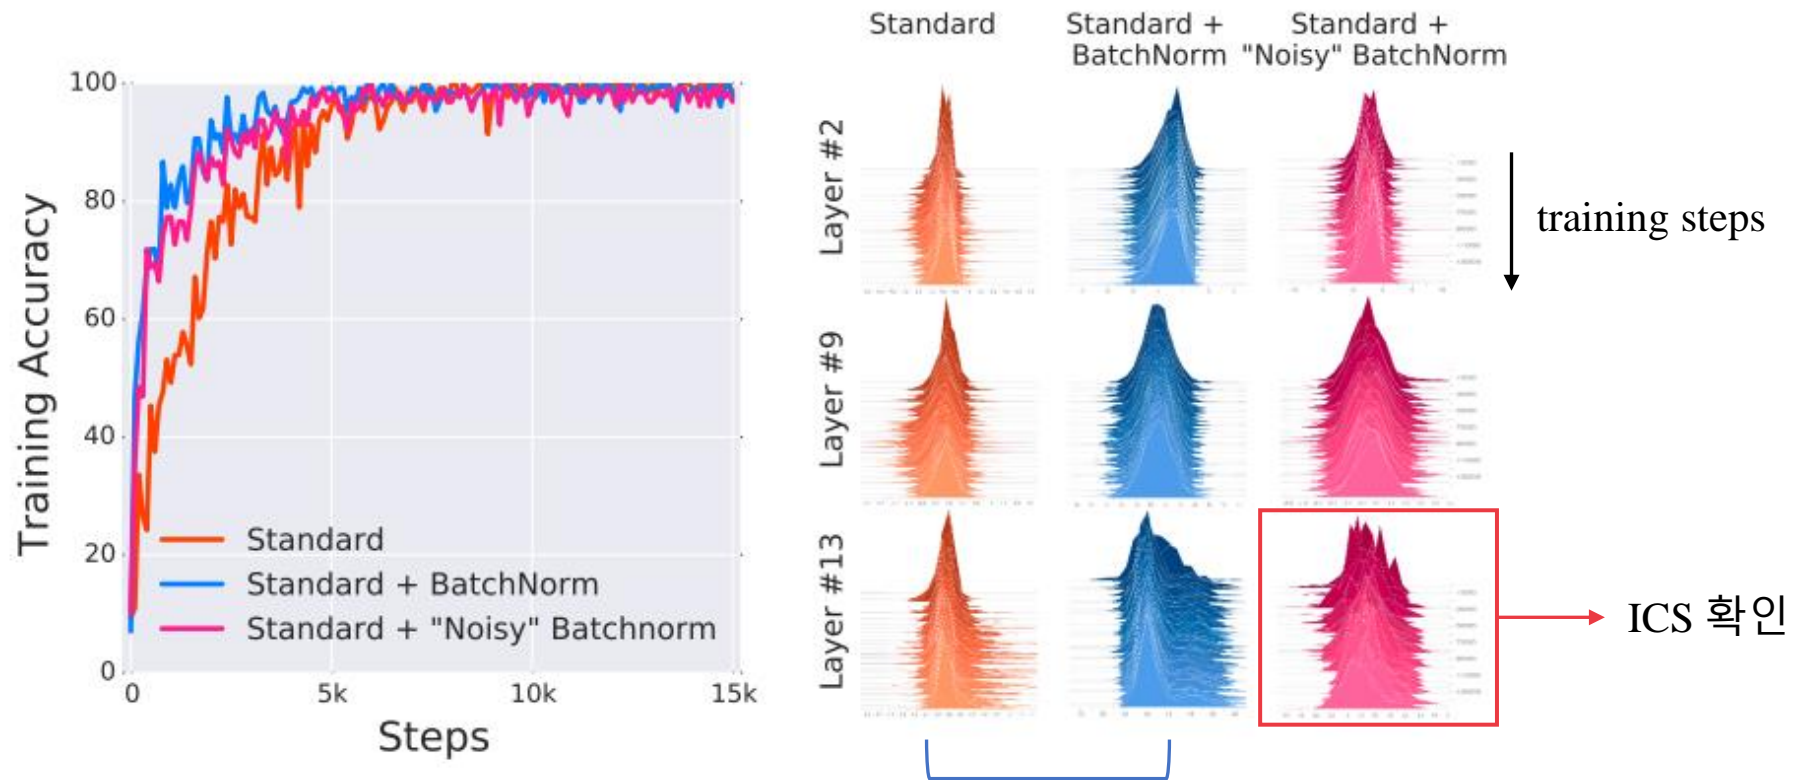 Training Accuracy
100
80
60
40
20
0
0
5k
10k
15k
Steps
Standard
Standard + BatchNorm
Standard + "Noisy" Batchnorm
Standard
Standard +
BatchNorm
Standard +
"Noisy" BatchNorm
Layer #2
Layer #9
Layer #13
training steps
ICS 확인